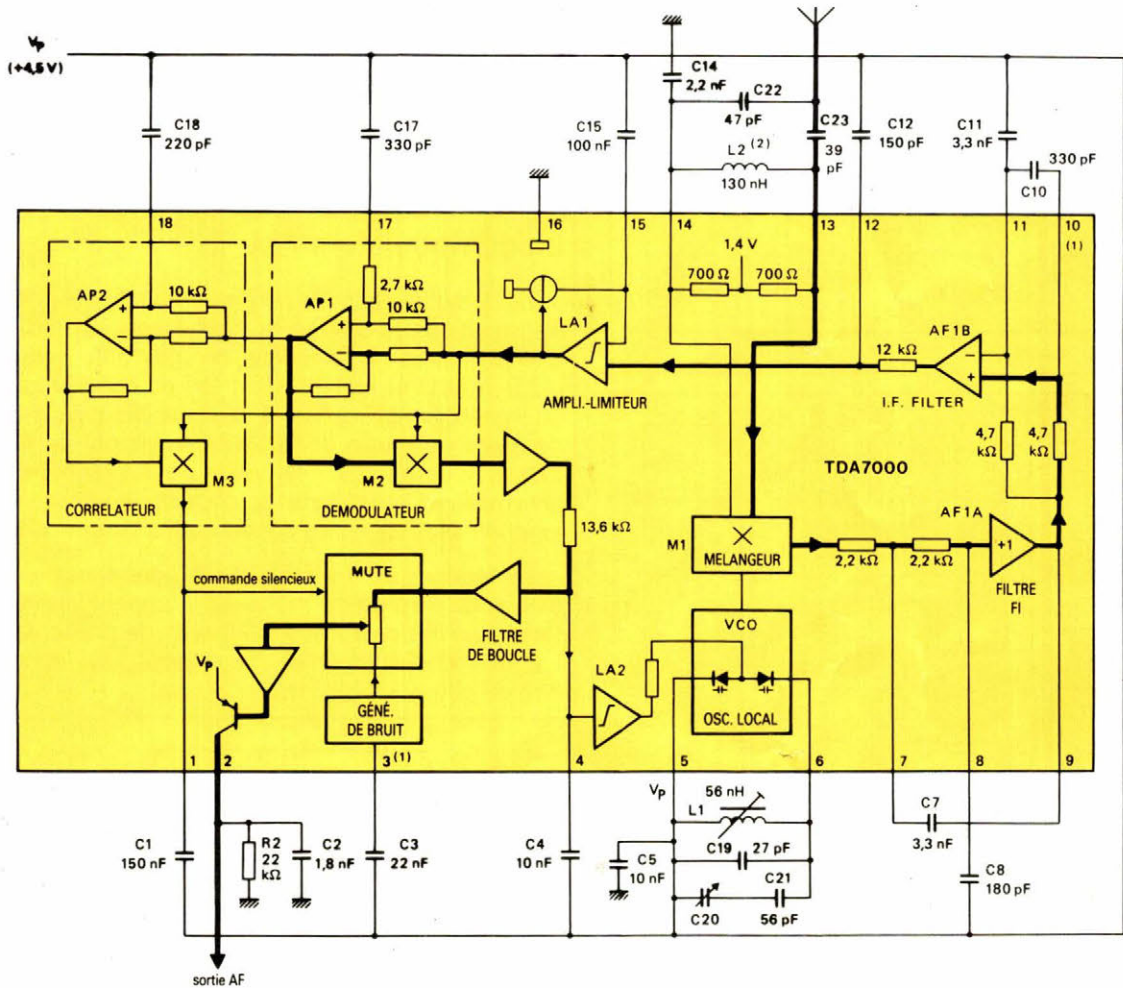 Vp
(+4,5 V)
C18
220 pF
C17
330 pF
C15
100 nF
C14
2,2 nF
C22
47 pF
L2 (2)
130 nH
C23
39
pF
C12
150 pF
C11
3,3 nF
330 pF
C10
18
17
16
15
14
13
12
11
10
(1)
AP2
10 kΩ
2,7 kΩ
AP1
10 kΩ
+
−
+
−
LA1
AMPLI.-LIMITEUR
1,4 V
700 Ω
700 Ω
12 kΩ
AF1B
−
+
I.F. FILTER
4,7
kΩ
4,7
kΩ
TDA7000
M3
CORRELATEUR
M2
DEMODULATEUR
13,6 kΩ
M1
MELANGEUR
2,2 kΩ
2,2 kΩ
AF1A
+1
FILTRE
FI
commande silencieux
MUTE
FILTRE
DE BOUCLE
VCO
OSC. LOCAL
LA2
Vp
GÉNÉ.
DE BRUIT
1
2
3 (1)
4
5
6
7
8
9
C1
150 nF
R2
22
kΩ
C2
1,8 nF
C3
22 nF
C4
10 nF
Vp
56 nH
L1
C5
10 nF
C19
27 pF
C20
C21
56 pF
C7
3,3 nF
C8
180 pF
sortie AF